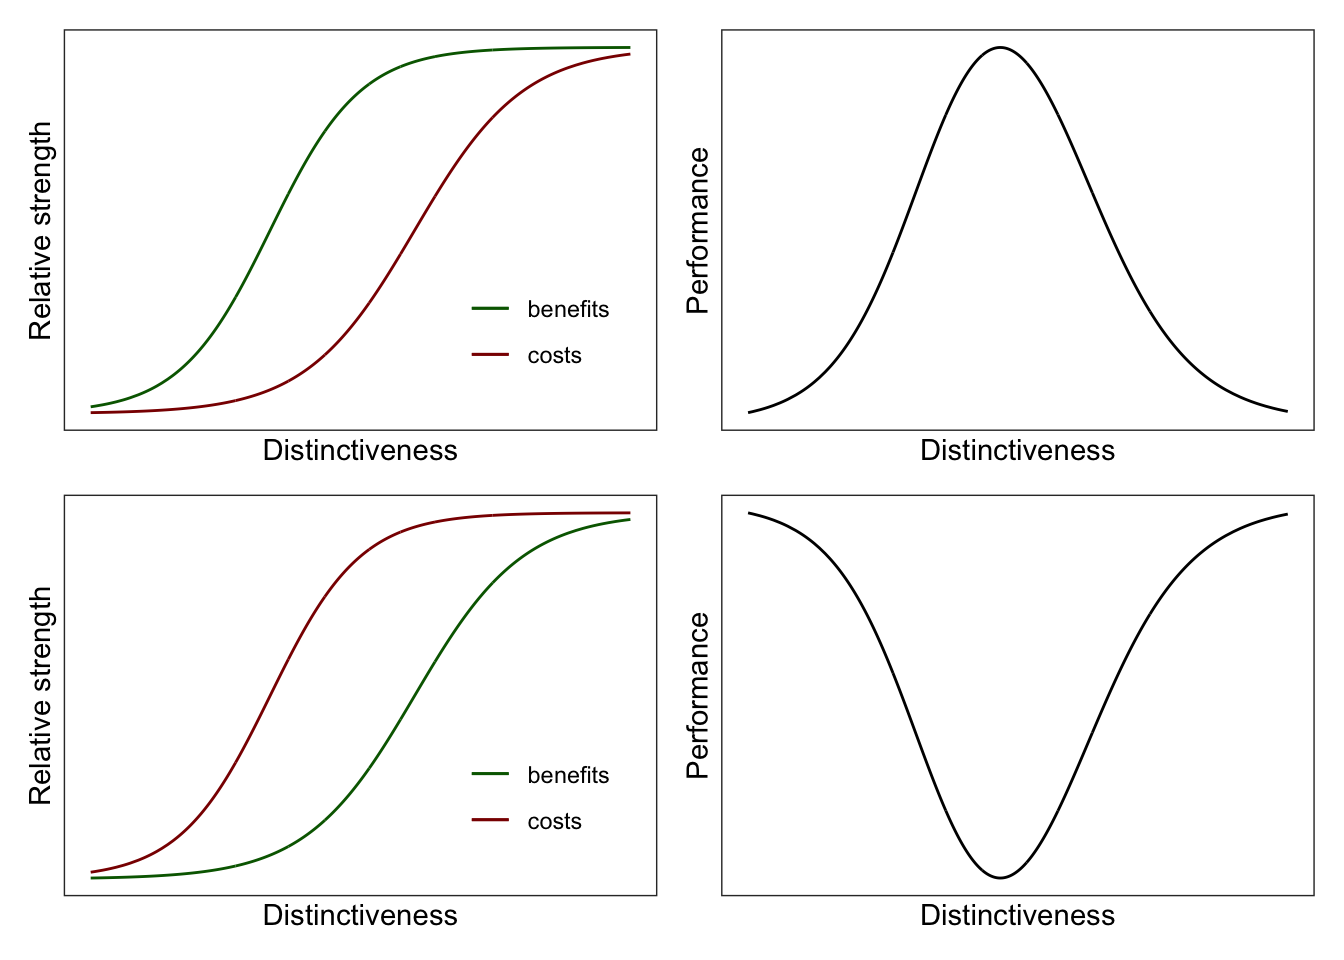 Relative strength
benefits
costs
Distinctiveness
Performance
Distinctiveness
Relative strength
benefits
costs
Distinctiveness
Performance
Distinctiveness